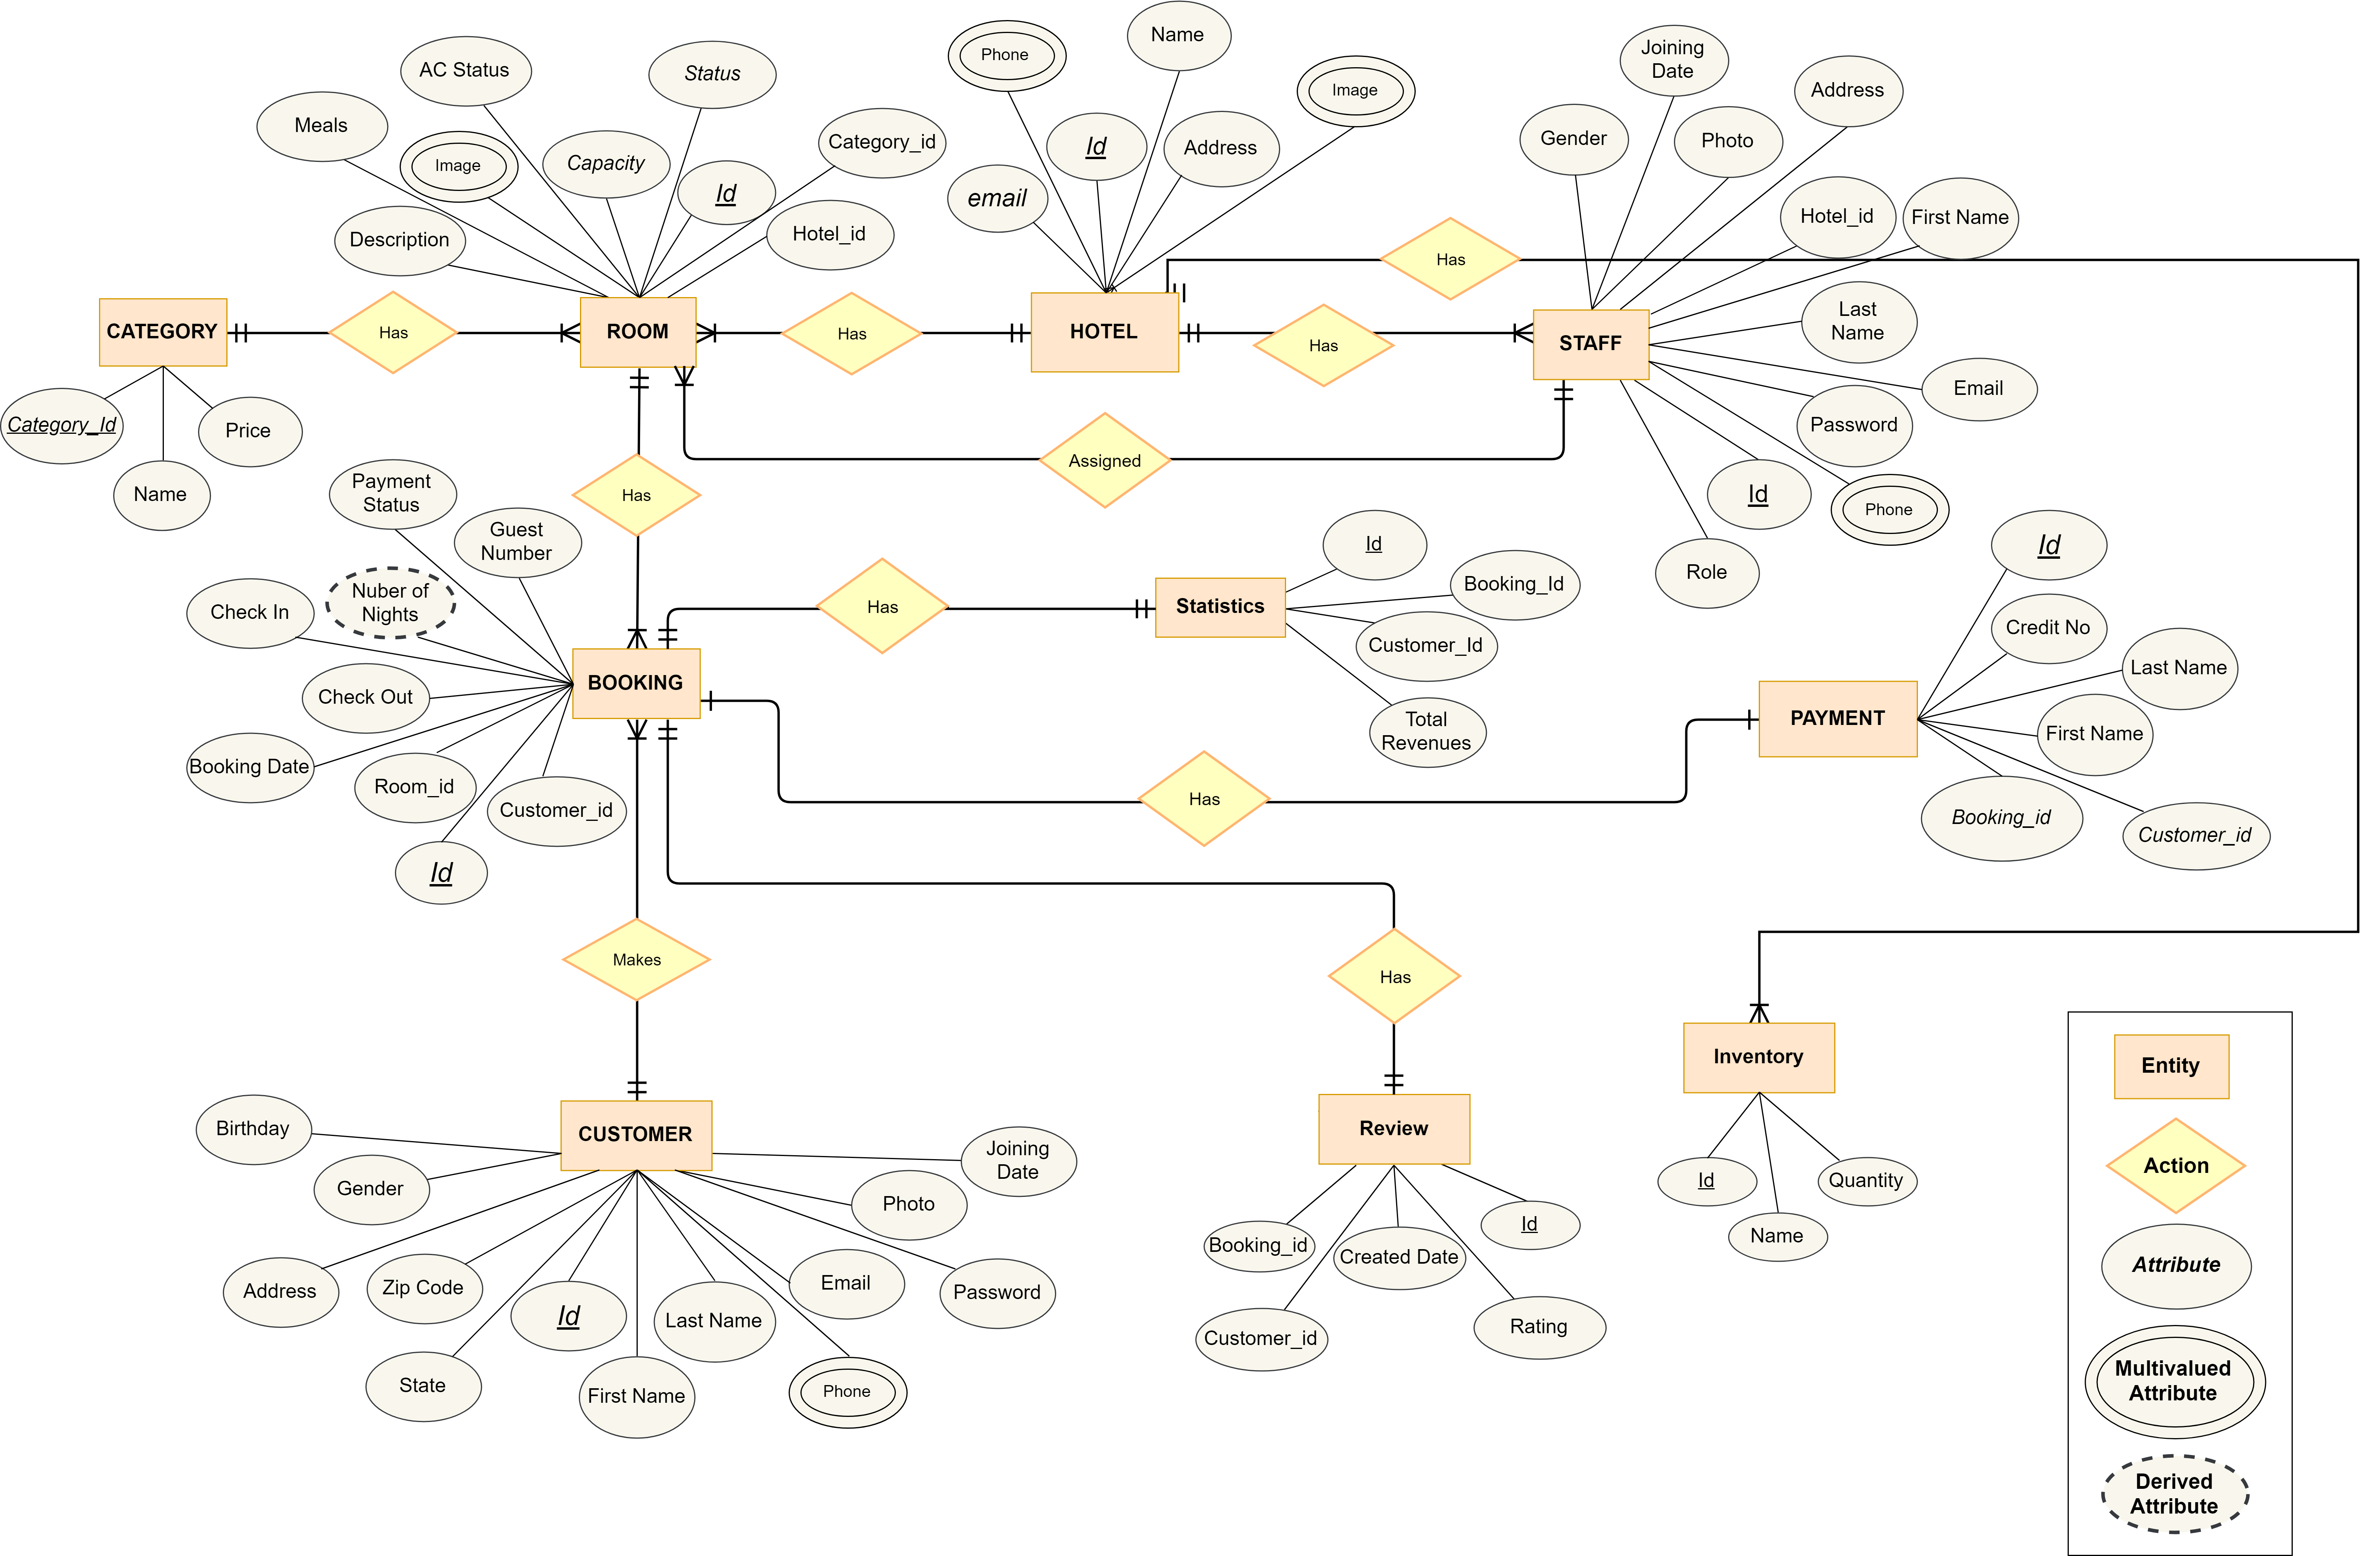 Name
Phone
Image
Joining
Date
Address
AC Status
Status
Meals
Image
Capacity
Category_id
Id
Address
Gender
Photo
Id
email
Hotel_id
First Name
Description
Hotel_id
Has
Last
Name
CATEGORY
Has
ROOM
Has
HOTEL
Has
STAFF
Email
Category_Id
Price
Password
Assigned
Name
Payment
Status
Has
Id
Phone
Guest
Number
Id
Id
Role
Nuber of
Nights
Check In
Has
Statistics
Booking_Id
Credit No
Customer_Id
Last Name
BOOKING
Check Out
PAYMENT
Total
Revenues
First Name
Booking Date
Room_id
Customer_id
Has
Booking_id
Customer_id
Id
Makes
Has
Inventory
Entity
Birthday
CUSTOMER
Review
Joining
Date
Gender
Photo
Action
Id
Quantity
Address
Zip Code
Email
Password
Id
Last Name
Booking_id
Created Date
Id
Name
Attribute
State
First Name
Phone
Customer_id
Rating
Multivalued
Attribute
Derived
Attribute